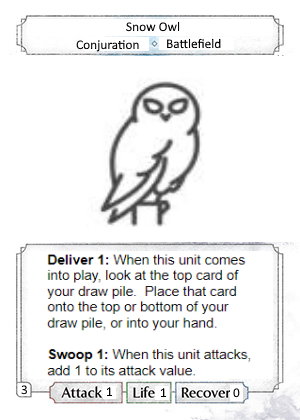 Snow Owl
Conjuration ◇ Battlefield
Deliver 1: When this unit comes
into play, look at the top card of
your draw pile.  Place that card
onto the top or bottom of your
draw pile, or into your hand.
Swoop 1: When this unit attacks,
add 1 to its attack value.
3
Attack 1 Life 1 Recover 0